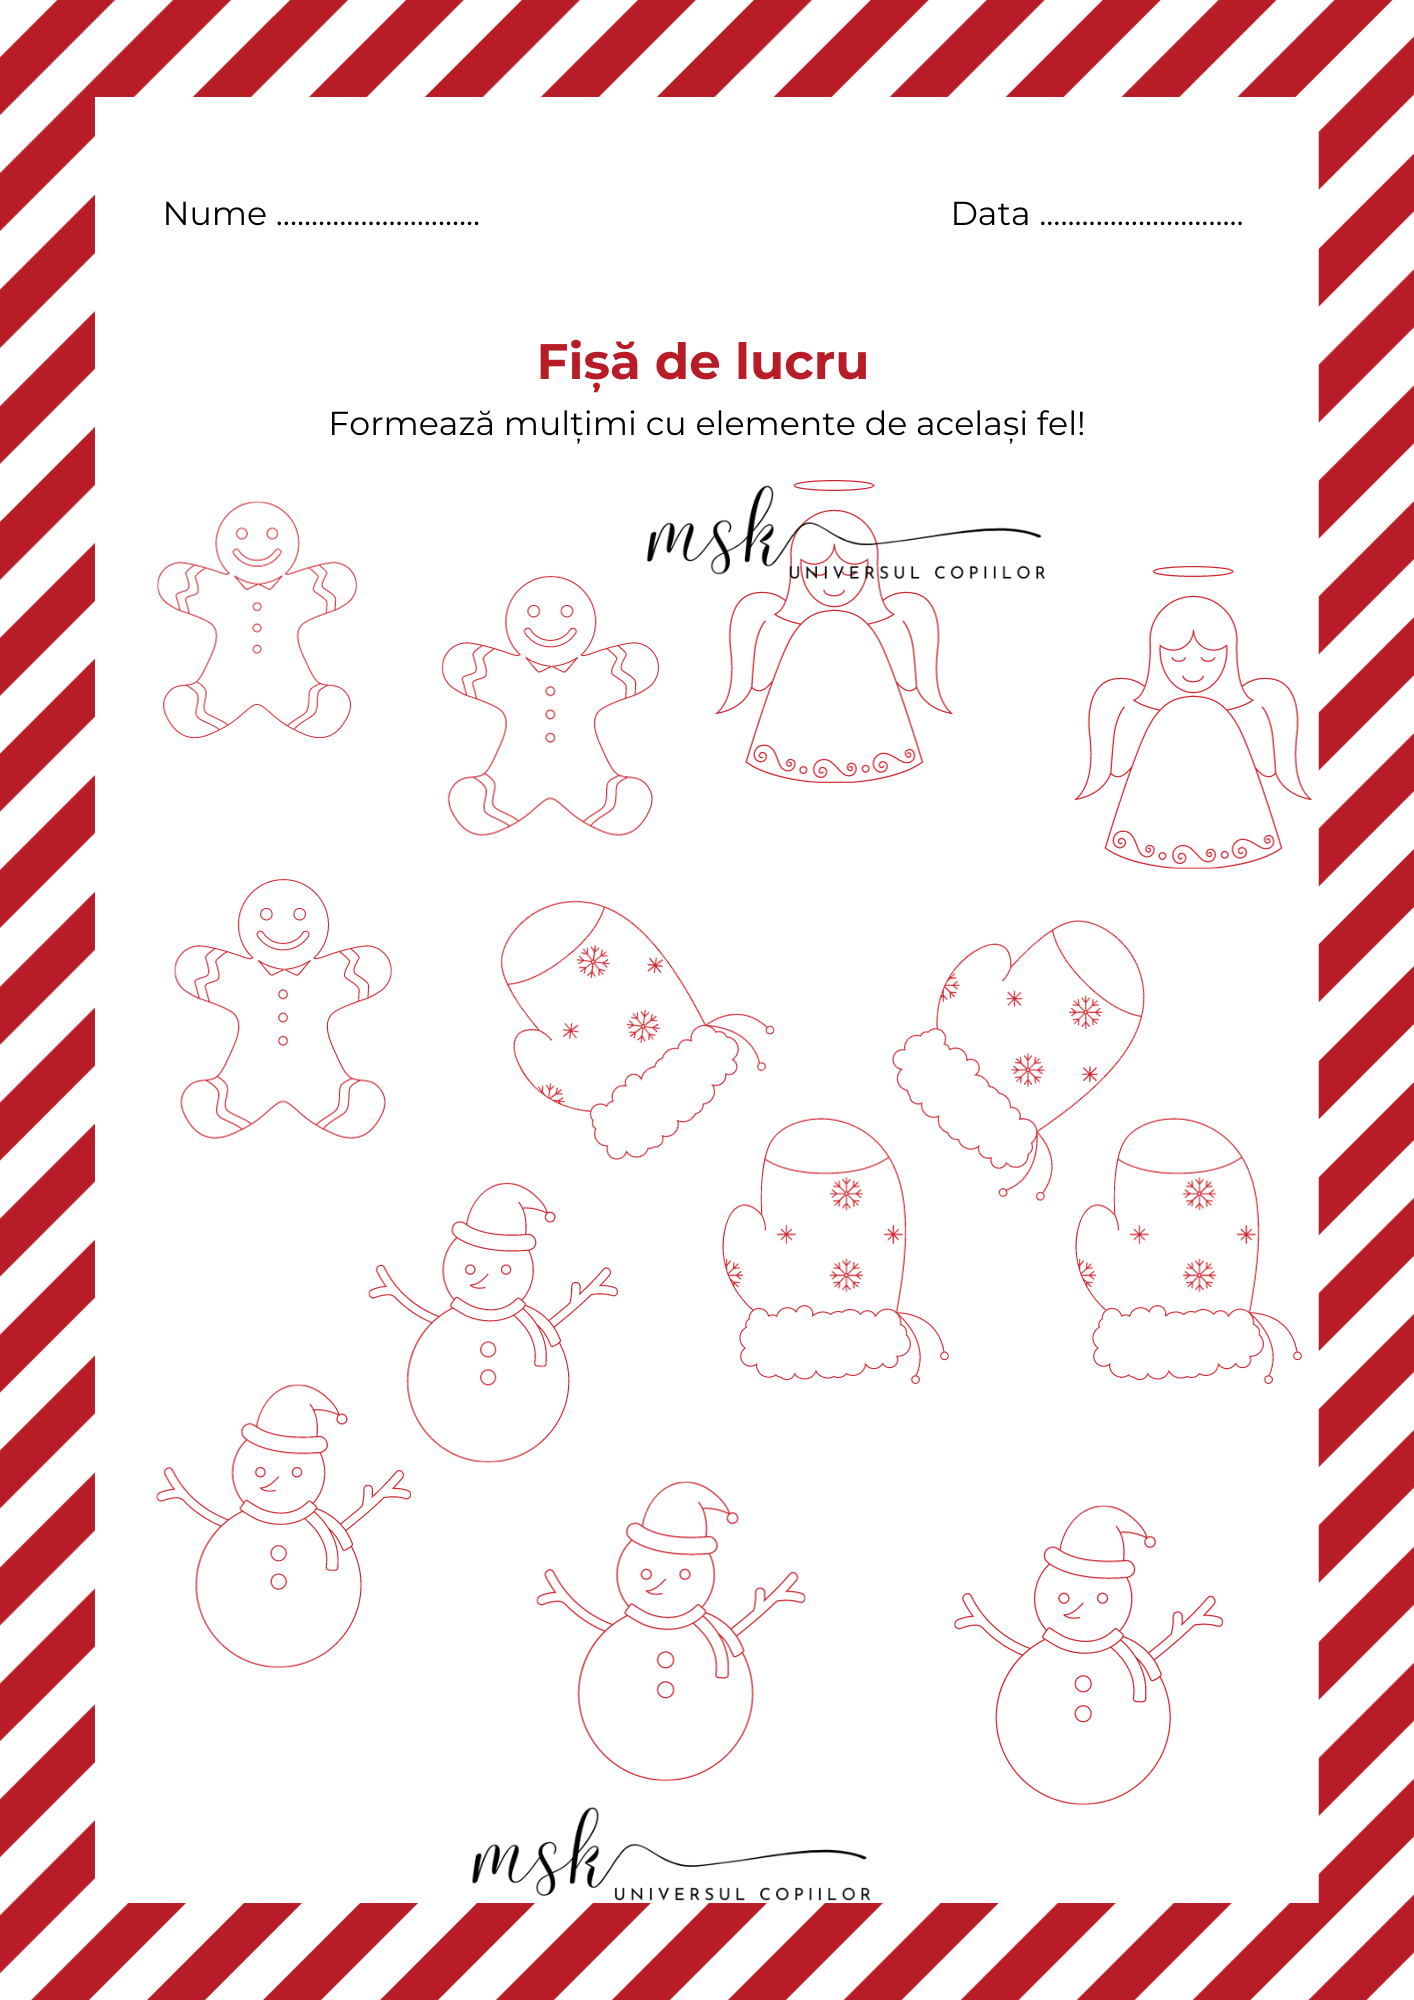 Nume .............................
Data .............................
Fișă de lucru
Formează mulțimi cu elemente de același fel!
msk
UNIVERSUL COPIILOR
msk
UNIVERSUL COPIILOR